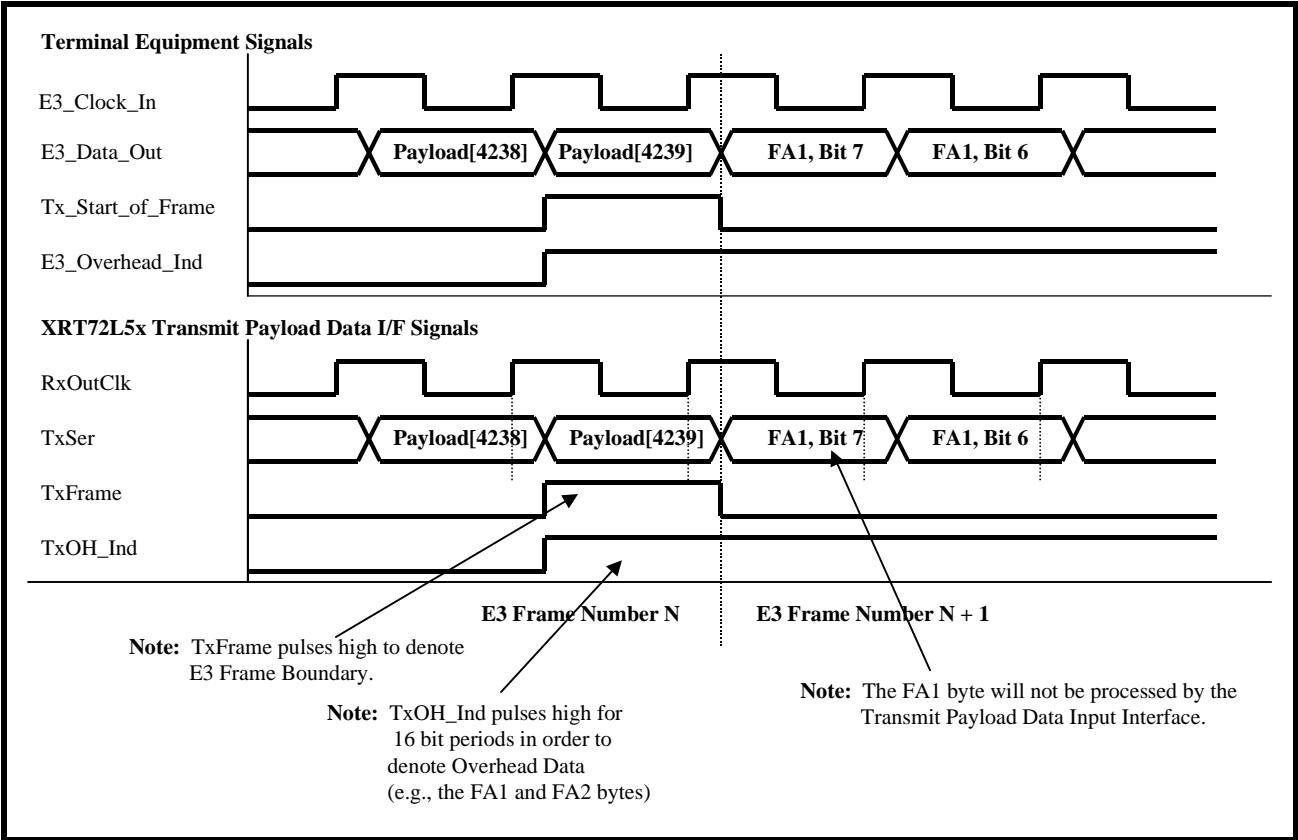 Terminal Equipment Signals
E3_Clock_In
E3_Data_Out
Payload[4238] Payload[4239] FA1, Bit 7 FA1, Bit 6
Tx_Start_of_Frame
E3_Overhead_Ind
XRT72L5x Transmit Payload Data I/F Signals
RxOutClk
TxSer
Payload[4238] Payload[4239] FA1, Bit 7 FA1, Bit 6
TxFrame
TxOH_Ind
E3 Frame Number N E3 Frame Number N + 1
Note: TxFrame pulses high to denote
E3 Frame Boundary.
Note: TxOH_Ind pulses high for
16 bit periods in order to
denote Overhead Data
(e.g., the FA1 and FA2 bytes)
Note: The FA1 byte will not be processed by the
Transmit Payload Data Input Interface.